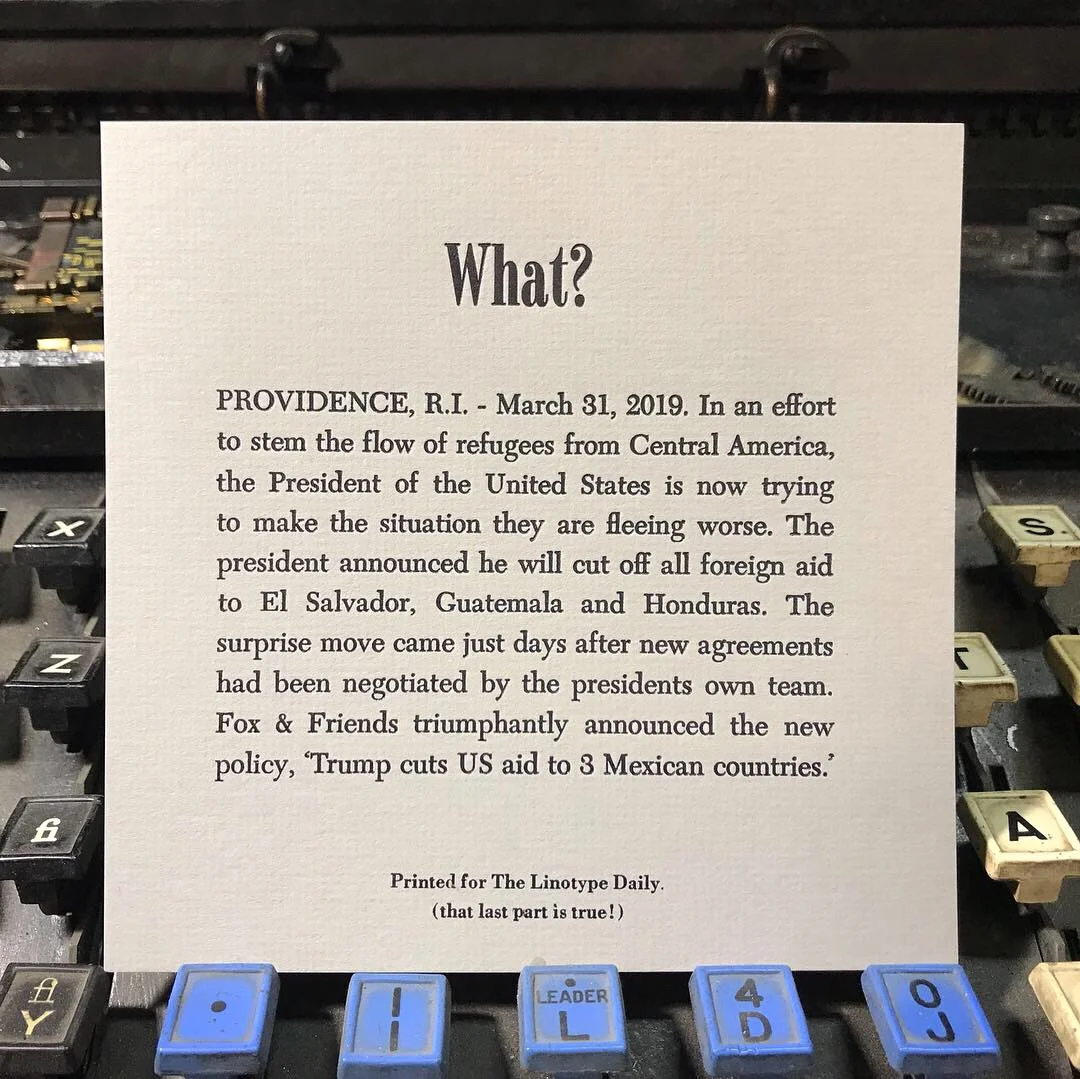 What?
PROVIDENCE, R.I. - March 31, 2019. In an effort
to stem the flow of refugees from Central America,
the President of the United States is now trying
to make the situation they are fleeing worse. The
president announced he will cut off all foreign aid
to El Salvador, Guatemala and Honduras. The
surprise move came just days after new agreements
had been negotiated by the presidents own team.
Fox & Friends triumphantly announced the new
policy, ‘Trump cuts US aid to 3 Mexican countries.’
Printed for The Linotype Daily.
(that last part is true!)
X
S
Z
T
fi
A
Y
LEADER
L
4
D
0
J